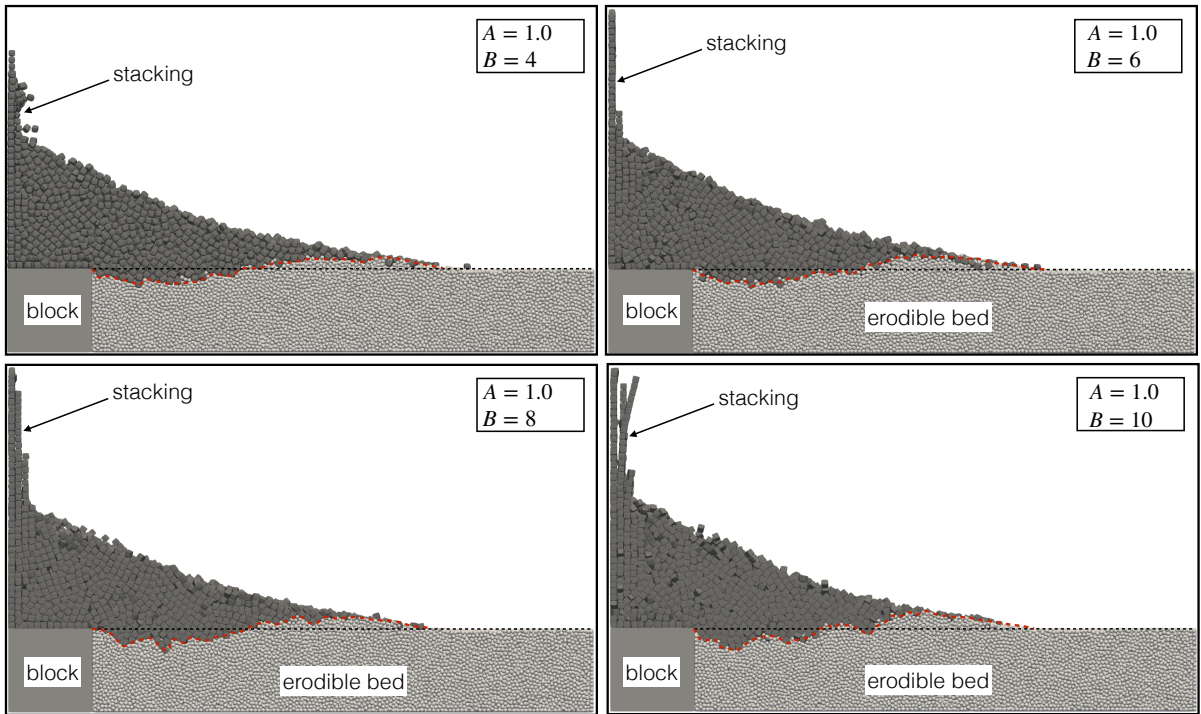 A = 1.0
B = 4
stacking
block
A = 1.0
B = 6
stacking
block
erodible bed
A = 1.0
B = 8
stacking
block
erodible bed
A = 1.0
B = 10
stacking
block
erodible bed